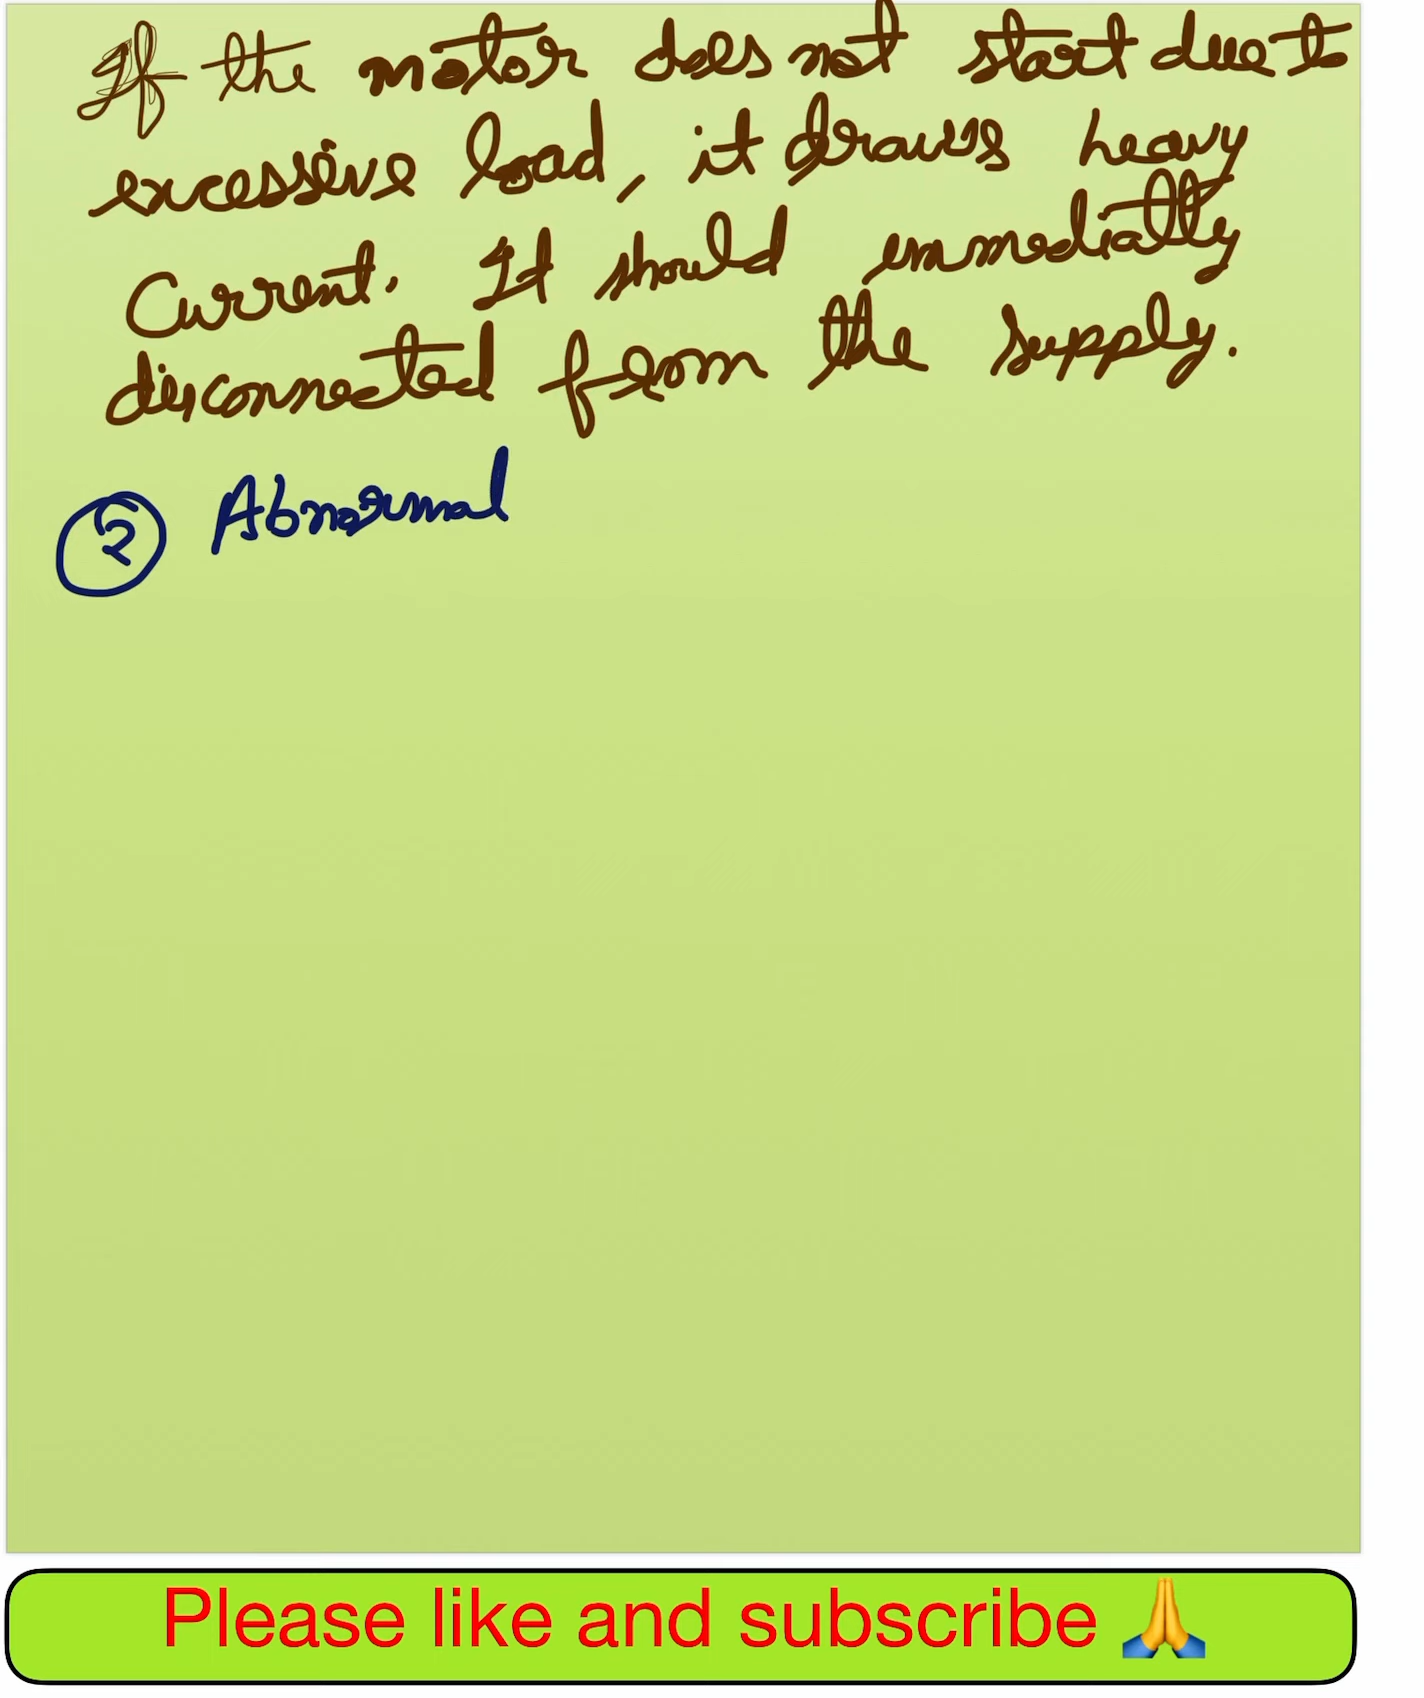 If the motor does not start due to
excessive load, it draws heavy
Current. It should immediatly
disconnected from the supply.
② Abnormal
Please like and subscribe 🙏